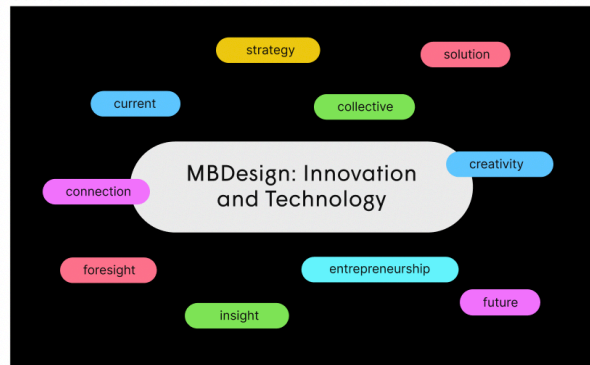 strategy
solution
current
collective
MBDesign: Innovation
and Technology
creativity
connection
foresight
entrepreneurship
future
insight